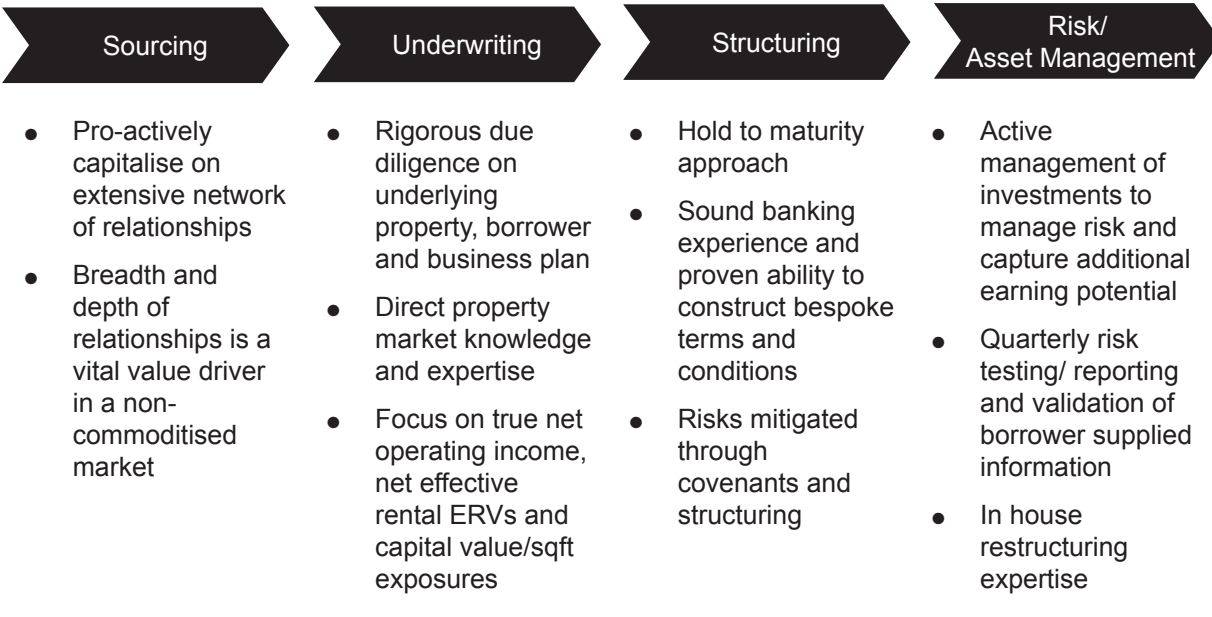 Sourcing
Pro-actively
capitalise on
extensive network
of relationships
Breadth and
depth of
relationships is a
vital value driver
in a non-
commoditised
market
Underwriting
Rigorous due
diligence on
underlying
property, borrower
and business plan
Direct property
market knowledge
and expertise
Focus on true net
operating income,
net effective
rental ERVs and
capital value/sqft
exposures
Structuring
Hold to maturity
approach
Sound banking
experience and
proven ability to
construct bespoke
terms and
conditions
Risks mitigated
through
covenants and
structuring
Risk/
Asset Management
Active
management of
investments to
manage risk and
capture additional
earning potential
Quarterly risk
testing/ reporting
and validation of
borrower supplied
information
In house
restructuring
expertise